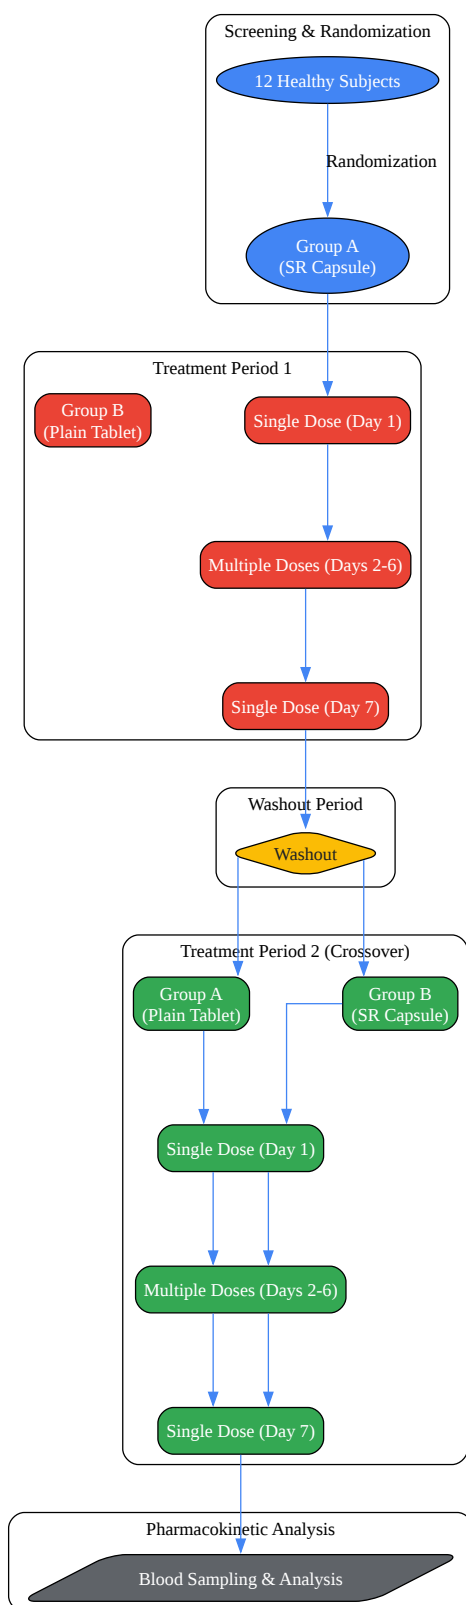 Screening & Randomization
12 Healthy Subjects
Randomization
Group A
(SR Capsule)
Treatment Period 1
Group B
(Plain Tablet)
Single Dose (Day 1)
Multiple Doses (Days 2-6)
Single Dose (Day 7)
Washout Period
Washout
Treatment Period 2 (Crossover)
Group A
(Plain Tablet)
Group B
(SR Capsule)
Single Dose (Day 1)
Multiple Doses (Days 2-6)
Single Dose (Day 7)
Pharmacokinetic Analysis
Blood Sampling & Analysis